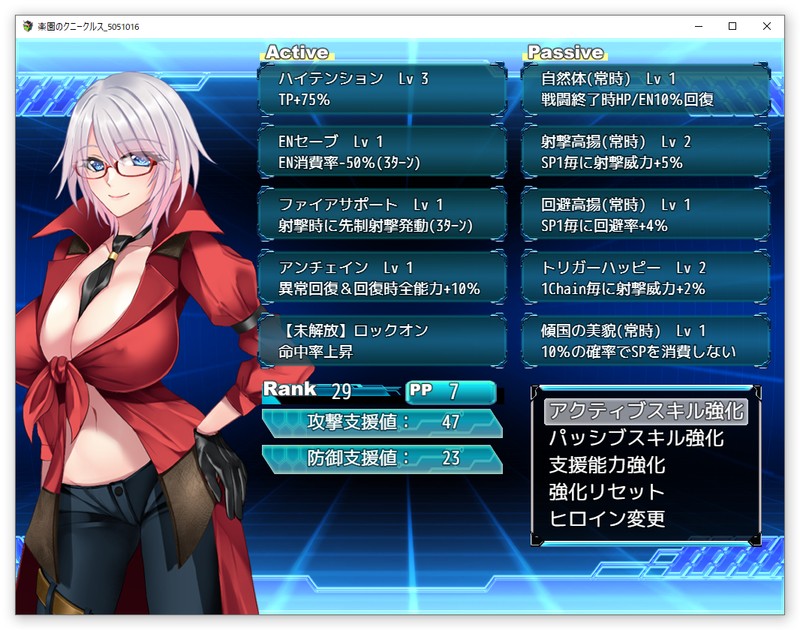 楽園のクニークルス_5051016
Active
ハイテンション Lv 3
TP+75%
ENセーブ Lv 1
EN消費率-50%(3ﾀｰﾝ)
ファイアサポート Lv 1
射撃時に先制射撃発動(3ﾀｰﾝ)
アンチェイン Lv 1
異常回復＆回復時全能力+10%
【未解放】ロックオン
命中率上昇
Passive
自然体(常時) Lv 1
戦闘終了時HP/EN10%回復
射撃高揚(常時) Lv 2
SP1毎に射撃威力+5%
回避高揚(常時) Lv 1
SP1毎に回避率+4%
トリガーハッピー Lv 2
1Chain毎に射撃威力+2%
傾国の美貌(常時) Lv 1
10%の確率でSPを消費しない
Rank 29 PP 7
攻撃支援値： 47
防御支援値： 23
アクティブスキル強化
パッシブスキル強化
支援能力強化
強化リセット
ヒロイン変更